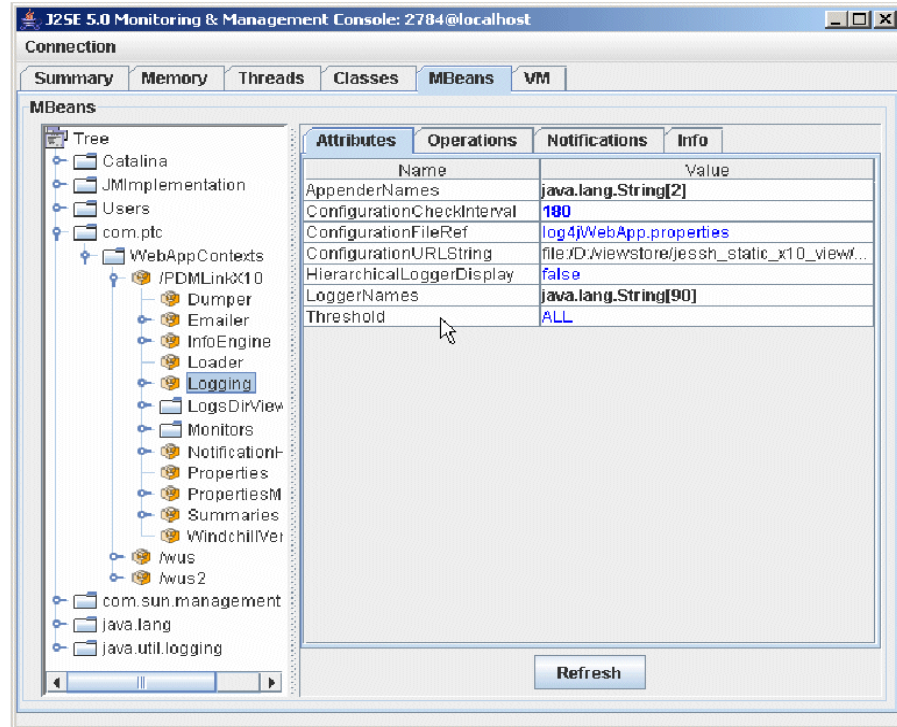 J2SE 5.0 Monitoring & Management Console: 2784@localhost
Connection
Summary Memory Threads Classes MBeans VM
MBeans
Tree
Catalina
JMImplementation
Users
com.ptc
WebAppContexts
/PDMLinkX10
Dumper
Emailer
InfoEngine
Loader
Logging
LogsDirView
Monitors
NotificationH
Properties
PropertiesM
Summaries
WindchillVer
/wus
/wus2
com.sun.management
java.lang
java.util.logging
Attributes Operations Notifications Info
Name Value
AppenderNames java.lang.String[2]
ConfigurationCheckInterval 180
ConfigurationFileRef log4jWebApp.properties
ConfigurationURLString file:/D:/viewstore/jessh_static_x10_view/...
HierarchicalLoggerDisplay false
LoggerNames java.lang.String[90]
Threshold ALL
Refresh